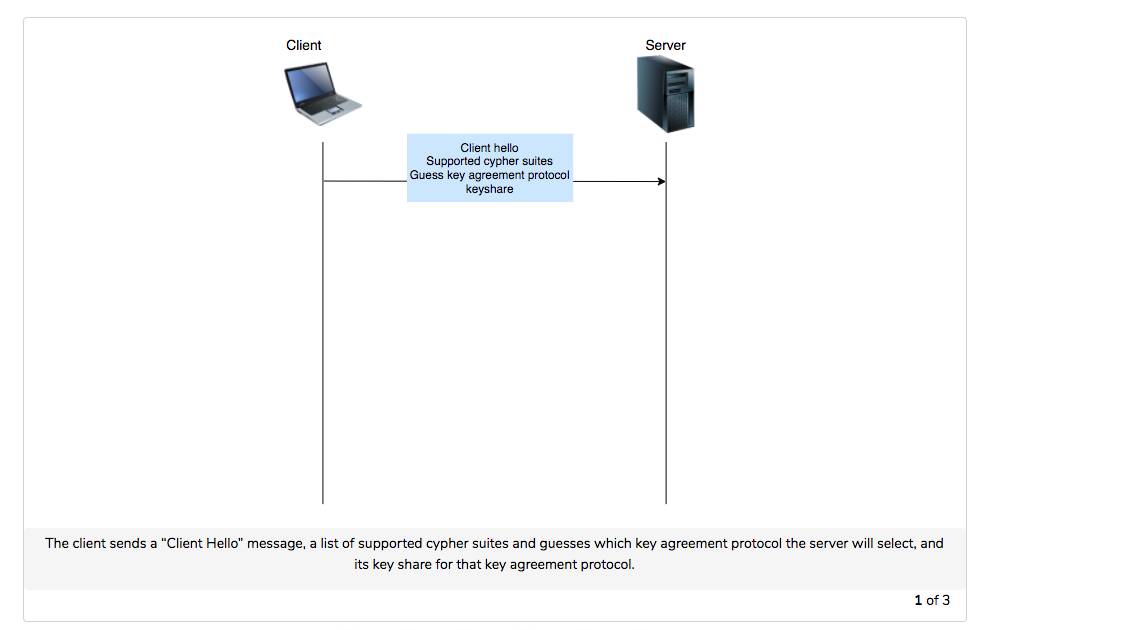 Client
Server
Client hello
Supported cypher suites
Guess key agreement protocol
keyshare
The client sends a "Client Hello" message, a list of supported cypher suites and guesses which key agreement protocol the server will select, and
its key share for that key agreement protocol.
1 of 3